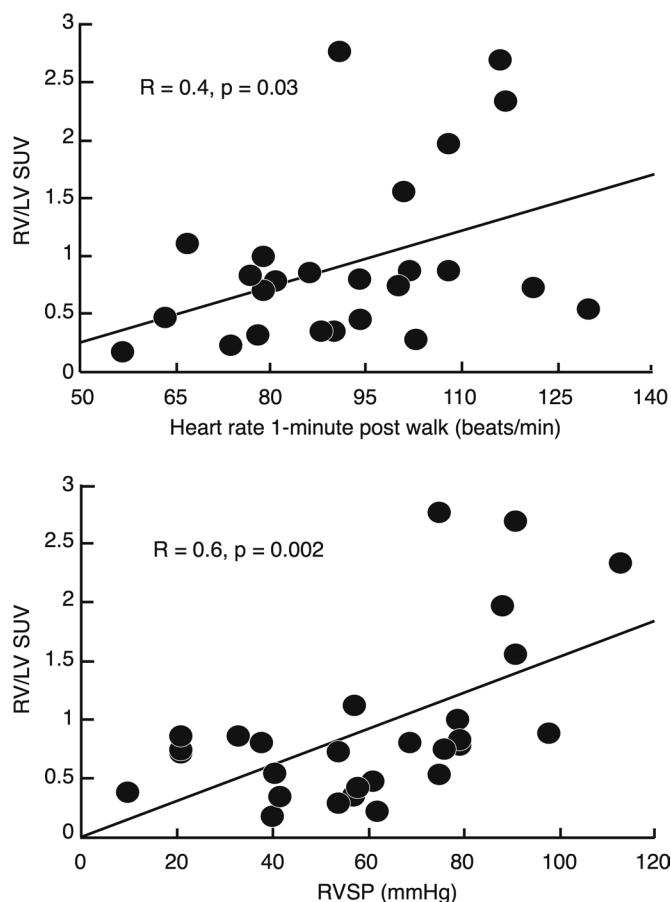 3
2.5
R = 0.4, p = 0.03
2
RV/LV SUV
1.5
1
0.5
0
50 65 80 95 110 125 140
Heart rate 1-minute post walk (beats/min)
3
2.5
R = 0.6, p = 0.002
2
RV/LV SUV
1.5
1
0.5
0
0 20 40 60 80 100 120
RVSP (mmHg)